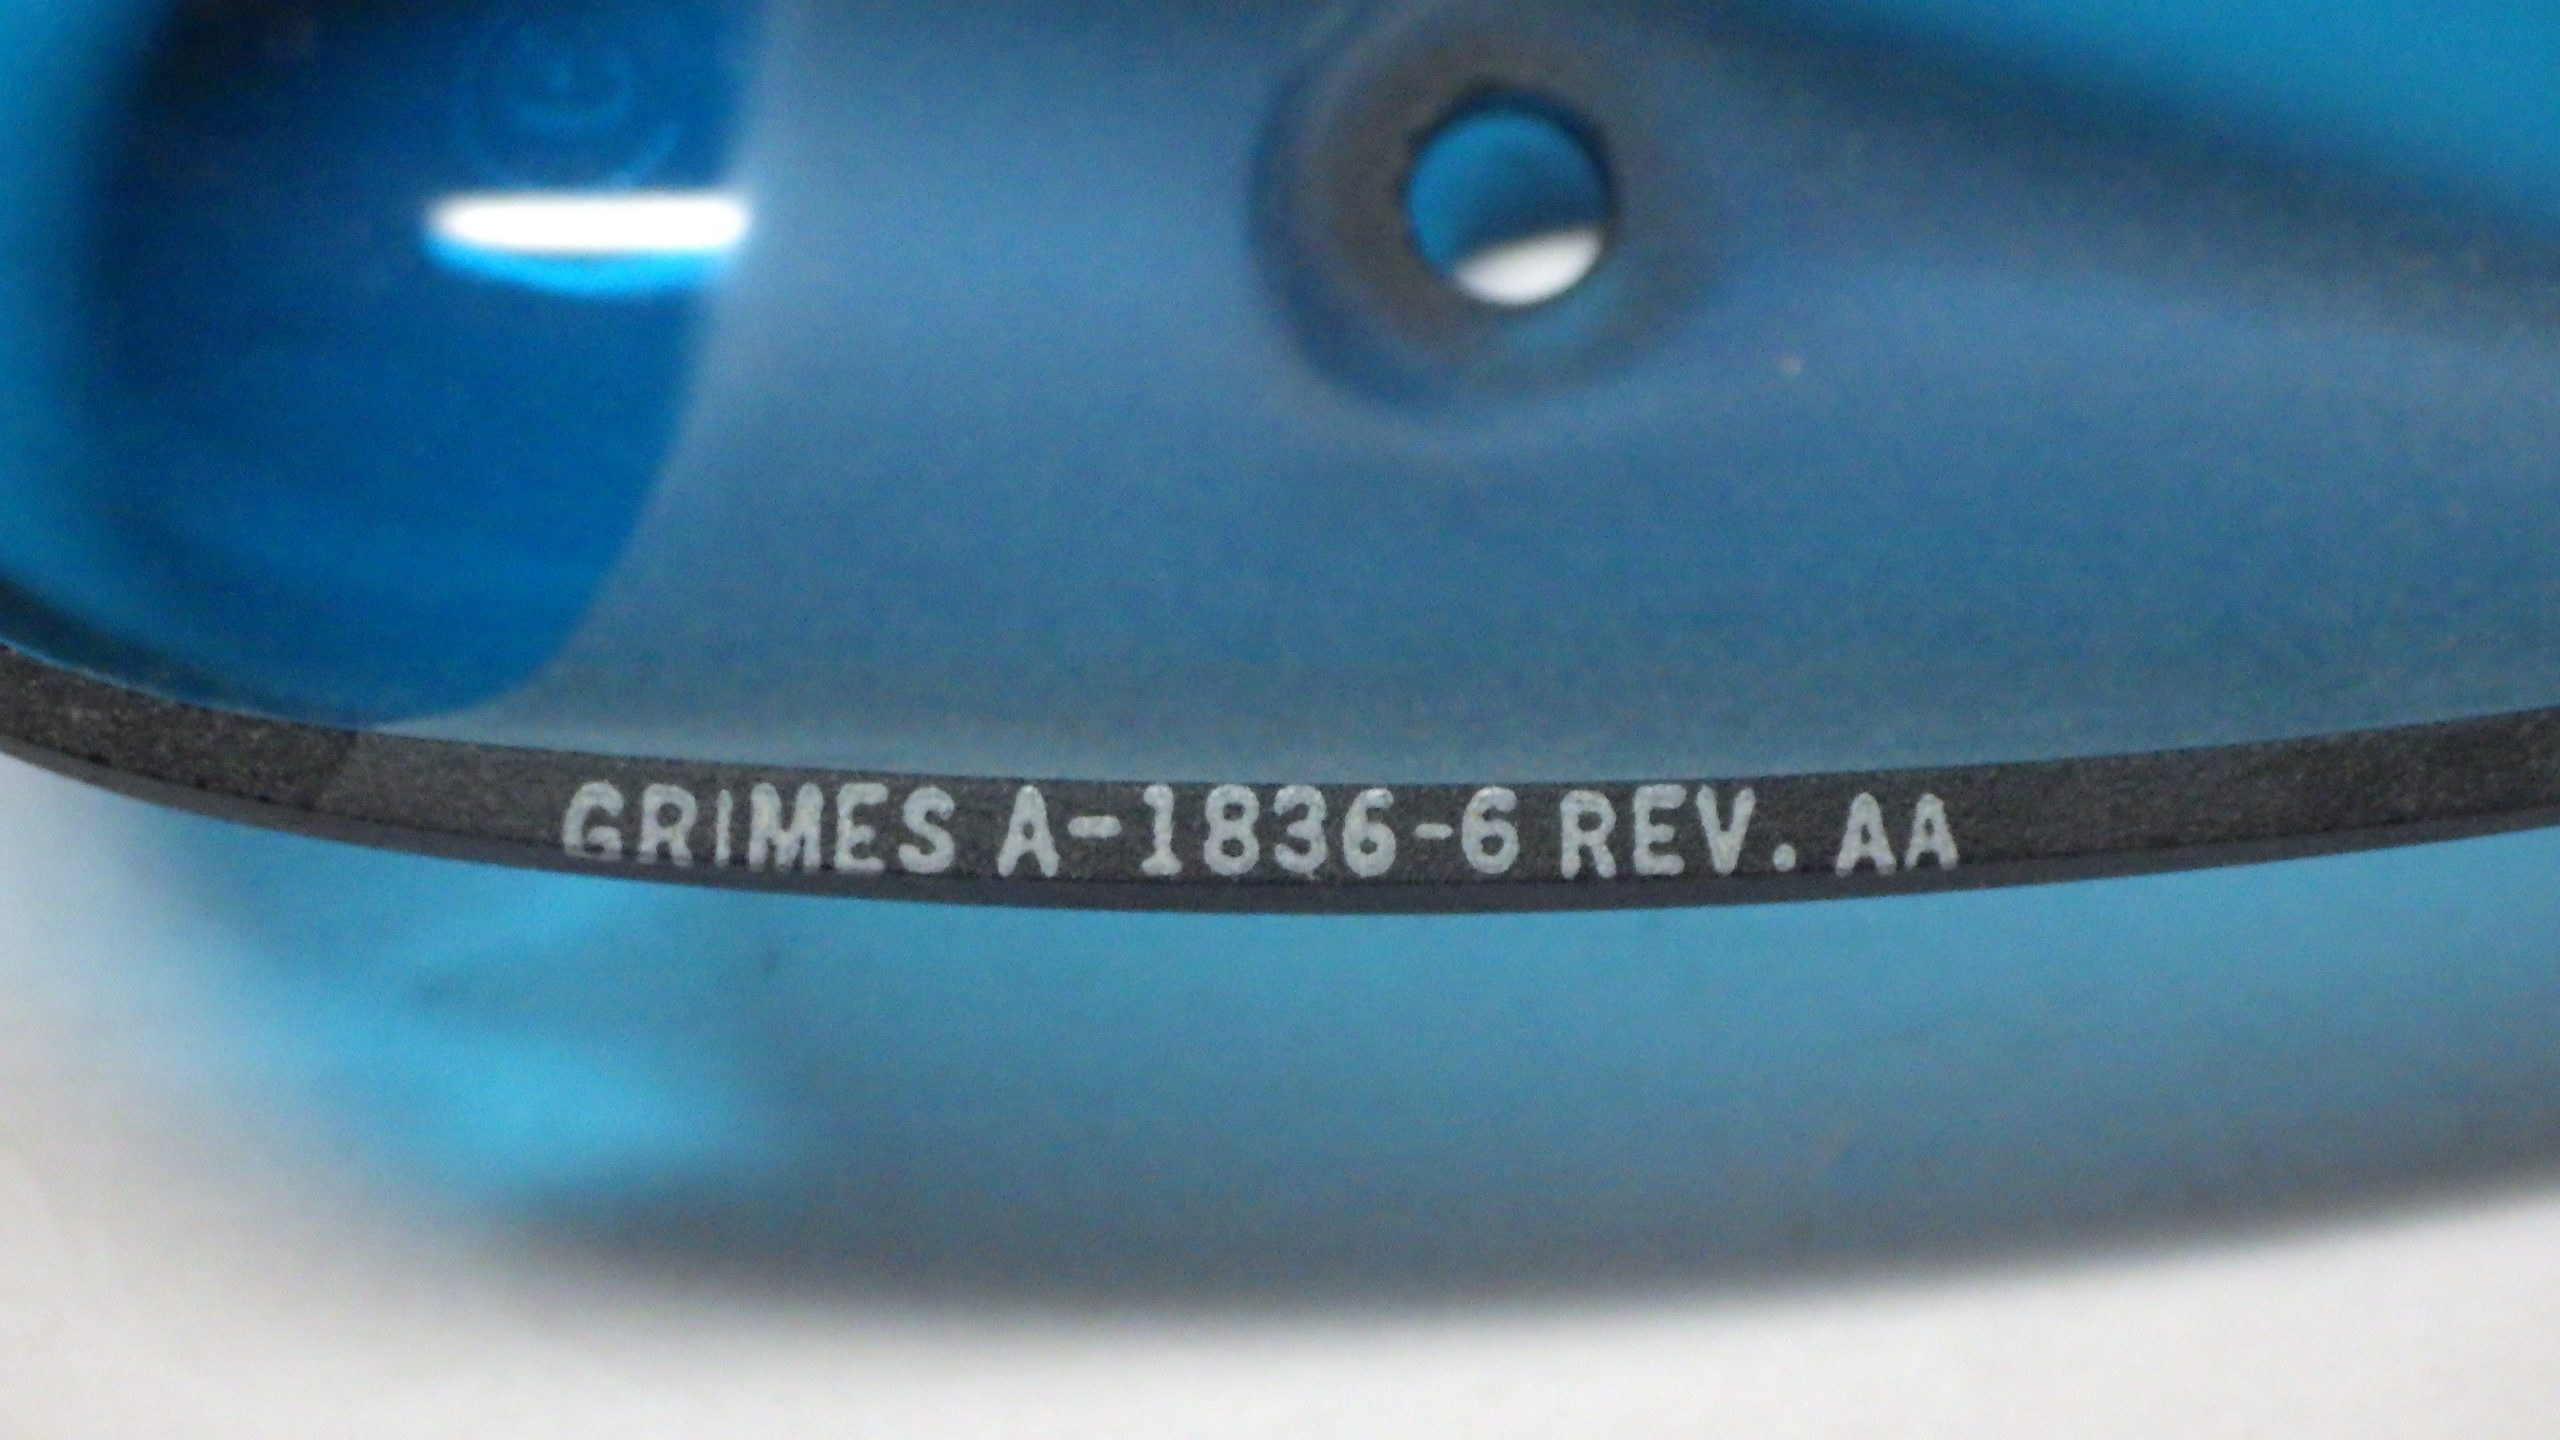 GRIMES A-1836-6 REV. AA